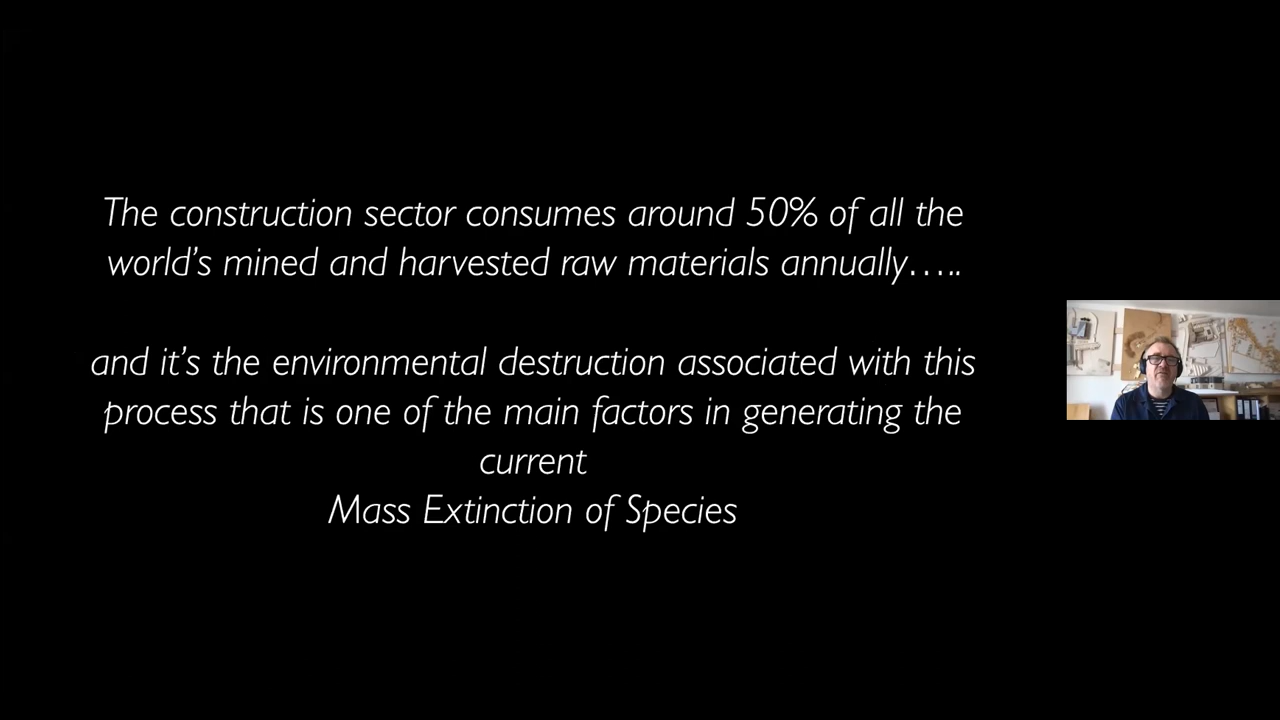 The construction sector consumes around 50% of all the
world’s mined and harvested raw materials annually…..
and it’s the environmental destruction associated with this
process that is one of the main factors in generating the
current
Mass Extinction of Species